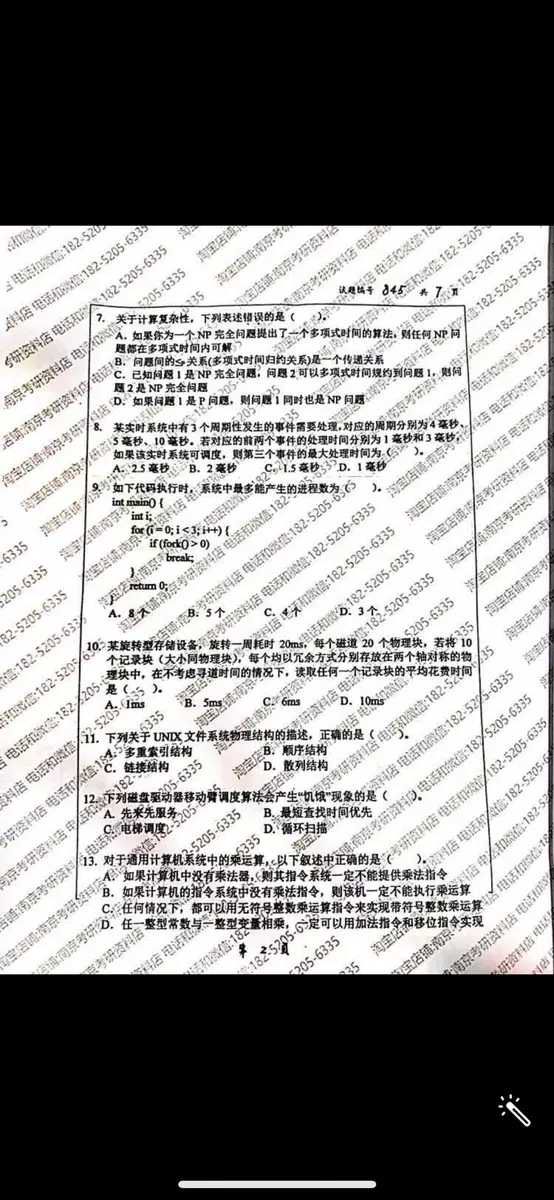 试题编号 845 共 7 页
7. 关于计算复杂性，下列表述错误的是（ ）。
A．如果你为一个 NP 完全问题提出了一个多项式时间的算法，则任何 NP 问
题都在多项式时间内可解
B．问题间的≤p 关系(多项式时间归约关系)是一个传递关系
C．已知问题 1 是 NP 完全问题，问题 2 可以多项式时间规约到问题 1，则问
题 2 是 NP 完全问题
D．如果问题 1 是 P 问题，则问题 1 同时也是 NP 问题
8. 某实时系统中有 3 个周期性发生的事件需要处理,对应的周期分别为 4 毫秒、
5 毫秒、10 毫秒。若对应的前两个事件的处理时间分别为 1 毫秒和 3 毫秒，
如果该实时系统可调度，则第三个事件的最大处理时间为（ ）。
A．2.5 毫秒 B．2 毫秒 C．1.5 毫秒 D．1 毫秒
9. 如下代码执行时，系统中最多能产生的进程数为（ ）。
int main() {
int i;
for (i = 0; i < 3; i++) {
if (fork() > 0)
break;
}
return 0;
}
A．8 个 B．5 个 C．4 个 D．3 个
10. 某旋转型存储设备，旋转一周耗时 20ms，每个磁道 20 个物理块，若将 10
个记录块（大小同物理块），每个均以冗余方式分别存放在两个轴对称的物
理块中，在不考虑寻道时间的情况下，读取任何一个记录块的平均花费时间
是（ ）。
A．1ms B．5ms C．6ms D．10ms
11. 下列关于 UNIX 文件系统物理结构的描述，正确的是（ ）。
A．多重索引结构 B．顺序结构
C．链接结构 D．散列结构
12. 下列磁盘驱动器移动臂调度算法会产生“饥饿”现象的是（ ）。
A．先来先服务 B．最短查找时间优先
C．电梯调度 D．循环扫描
13. 对于通用计算机系统中的乘运算，以下叙述中正确的是（ ）。
A．如果计算机中没有乘法器，则其指令系统一定不能提供乘法指令
B．如果计算机的指令系统中没有乘法指令，则该机一定不能执行乘运算
C．任何情况下，都可以用无符号整数乘运算指令来实现带符号整数乘运算
D．任一整型常数与一整型变量相乘，一定可以用加法指令和移位指令实现
第 2 页
淘宝店铺:南京考研资料店 电话和微信:182-5205-6335